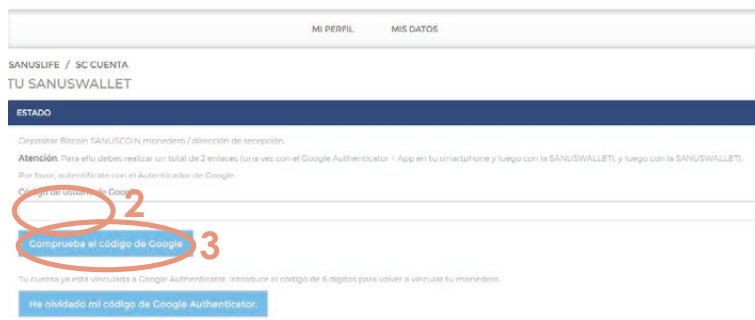 MI PERFIL MIS DATOS
SANUSLIFE / SC CUENTA
TU SANUSWALLET
ESTADO
Depositar Bitcoin SANUSCOIN monedero / dirección de recepción.
Atención: Para ello debes realizar un total de 2 enlaces (una vez con el Google Authenticator = App en tu smartphone y luego con la SANUSWALLET), y luego con la SANUSWALLET).
Por favor, autentifícate con el Autenticador de Google.
Código de usuario de Google
2
Comprueba el código de Google
3
Tu cuenta ya está vinculada a Google Authenticator. Introduce el código de 6 dígitos para volver a vincular tu monedero.
He olvidado mi código de Google Authenticator.